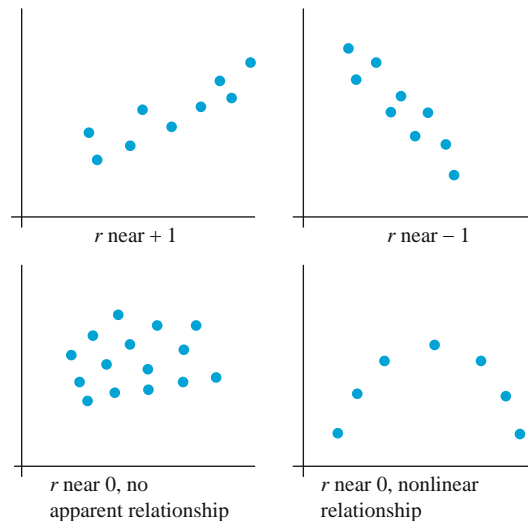 r near + 1
r near − 1
r near 0, no
apparent relationship
r near 0, nonlinear
relationship